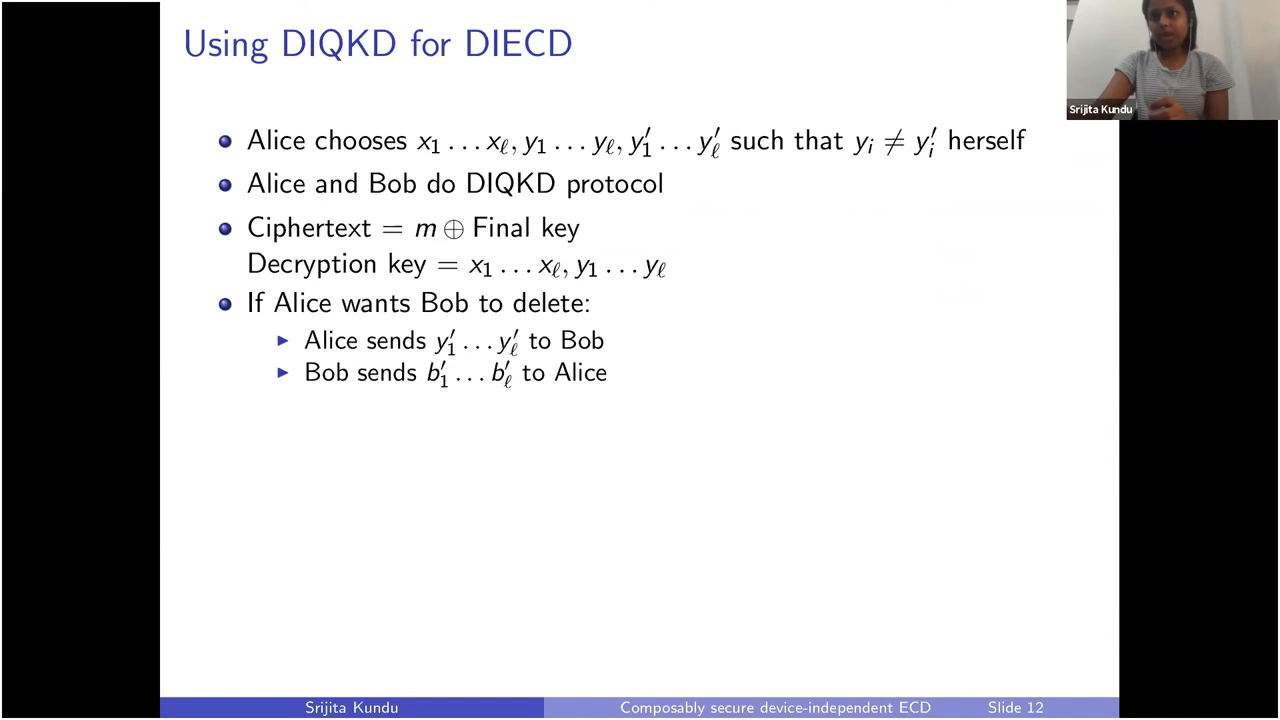 Using DIQKD for DIECD
Srijita Kundu
Alice chooses x₁ … xℓ, y₁ … yℓ, y′₁ … y′ℓ such that yᵢ ≠ y′ᵢ herself
Alice and Bob do DIQKD protocol
Ciphertext = m ⊕ Final key
Decryption key = x₁ … xℓ, y₁ … yℓ
If Alice wants Bob to delete:
Alice sends y′₁ … y′ℓ to Bob
Bob sends b′₁ … b′ℓ to Alice
Srijita Kundu Composably secure device-independent ECD Slide 12